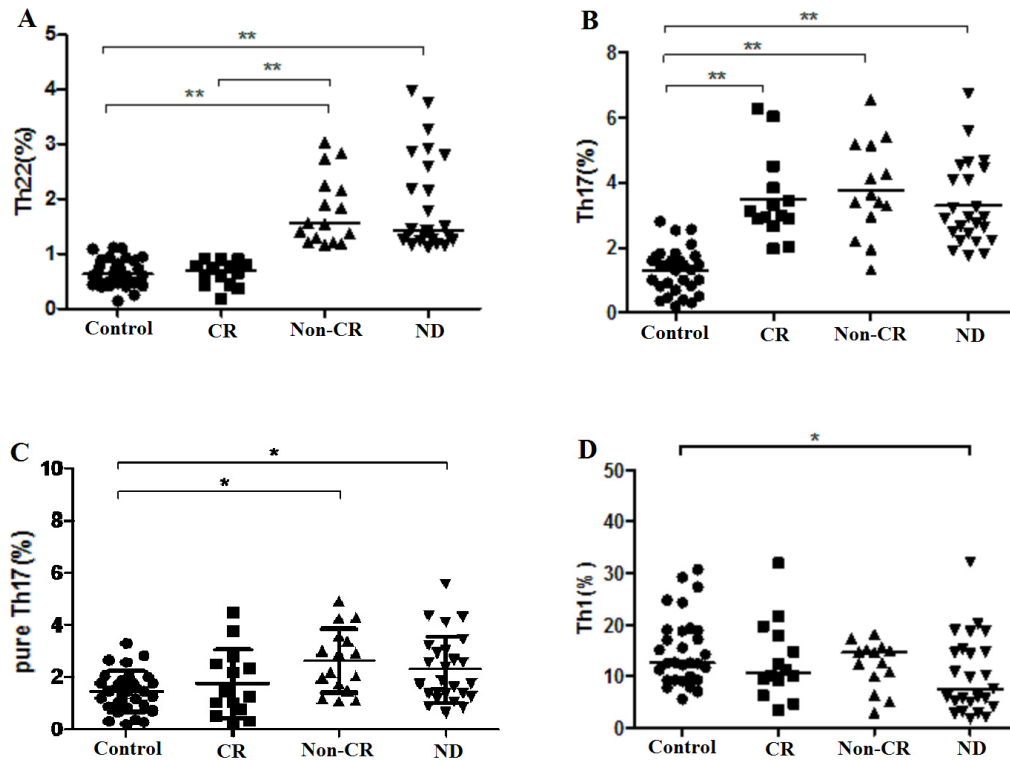 A
Th22(%)
5
4
3
2
1
0
**
**
**
Control CR Non-CR ND
B
Th17(%)
8
6
4
2
0
**
**
**
Control CR Non-CR ND
C
pure Th17(%)
10
8
6
4
2
0
*
*
Control CR Non-CR ND
D
Th1(%)
50
40
30
20
10
0
*
Control CR Non-CR ND